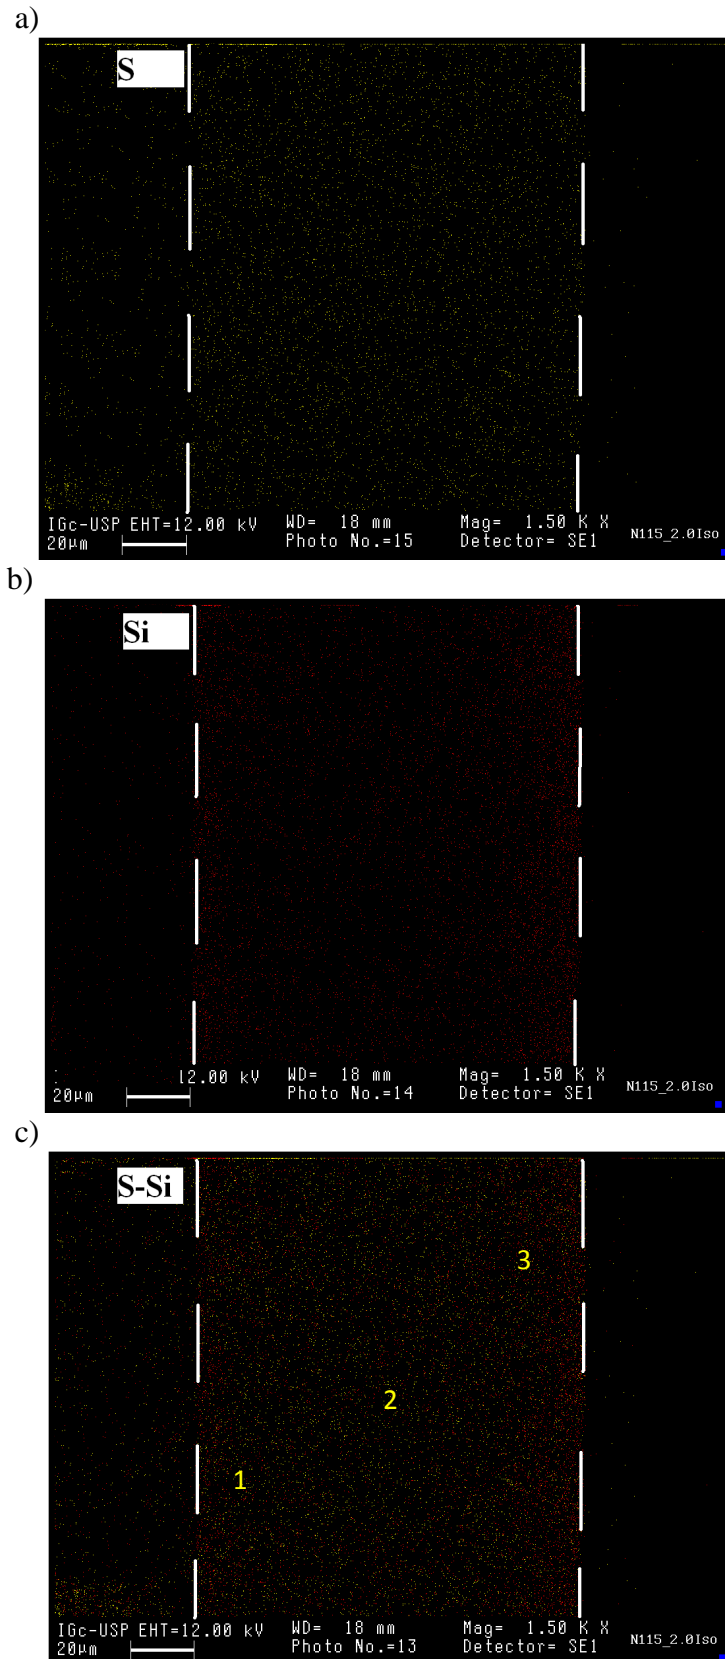 a)
S
IGc-USP EHT=12.00 kV WD= 18 mm Mag= 1.50 K X
20µm Photo No.=15 Detector= SE1
N115_2.0Iso
b)
Si
12.00 kV WD= 18 mm Mag= 1.50 K X
20µm Photo No.=14 Detector= SE1
N115_2.0Iso
c)
S-Si
3
2
1
IGc-USP EHT=12.00 kV WD= 18 mm Mag= 1.50 K X
20µm Photo No.=13 Detector= SE1
N115_2.0Iso